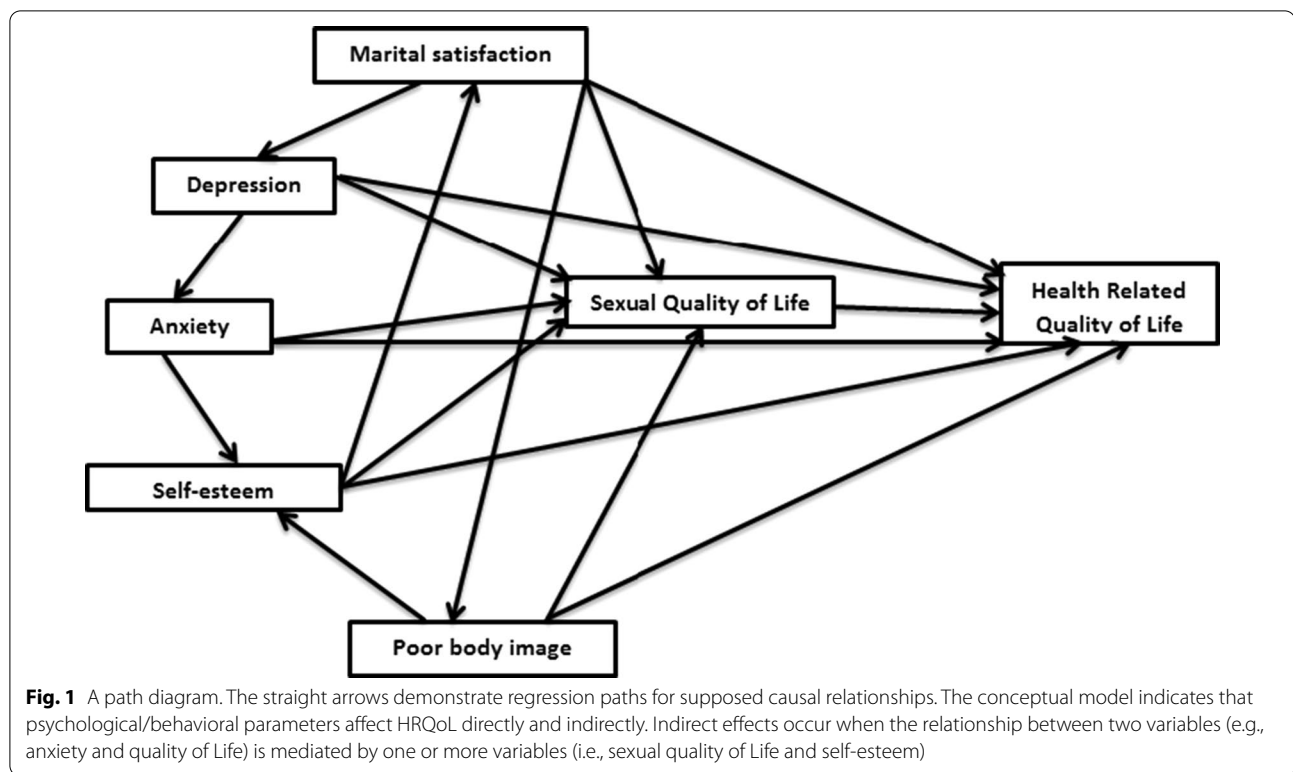 Marital satisfaction
Depression
Anxiety
Sexual Quality of Life
Health Related
Quality of Life
Self-esteem
Poor body image
Fig. 1 A path diagram. The straight arrows demonstrate regression paths for supposed causal relationships. The conceptual model indicates that
psychological/behavioral parameters affect HRQoL directly and indirectly. Indirect effects occur when the relationship between two variables (e.g.,
anxiety and quality of Life) is mediated by one or more variables (i.e., sexual quality of Life and self-esteem)